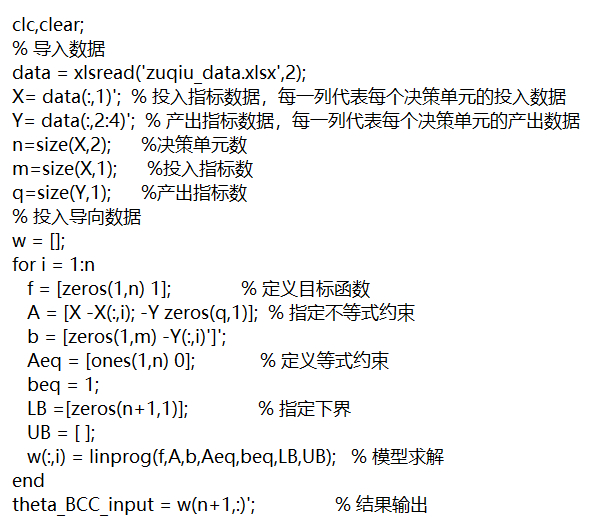 clc,clear;
% 导入数据
data = xlsread('zuqiu_data.xlsx',2);
X= data(:,1)'; % 投入指标数据，每一列代表每个决策单元的投入数据
Y= data(:,2:4)'; % 产出指标数据，每一列代表每个决策单元的产出数据
n=size(X,2); %决策单元数
m=size(X,1); %投入指标数
q=size(Y,1); %产出指标数
% 投入导向数据
w = [];
for i = 1:n
f = [zeros(1,n) 1]; % 定义目标函数
A = [X -X(:,i); -Y zeros(q,1)]; % 指定不等式约束
b = [zeros(1,m) -Y(:,i)']';
Aeq = [ones(1,n) 0]; % 定义等式约束
beq = 1;
LB =[zeros(n+1,1)]; % 指定下界
UB = [ ];
w(:,i) = linprog(f,A,b,Aeq,beq,LB,UB); % 模型求解
end
theta_BCC_input = w(n+1,:)'; % 结果输出